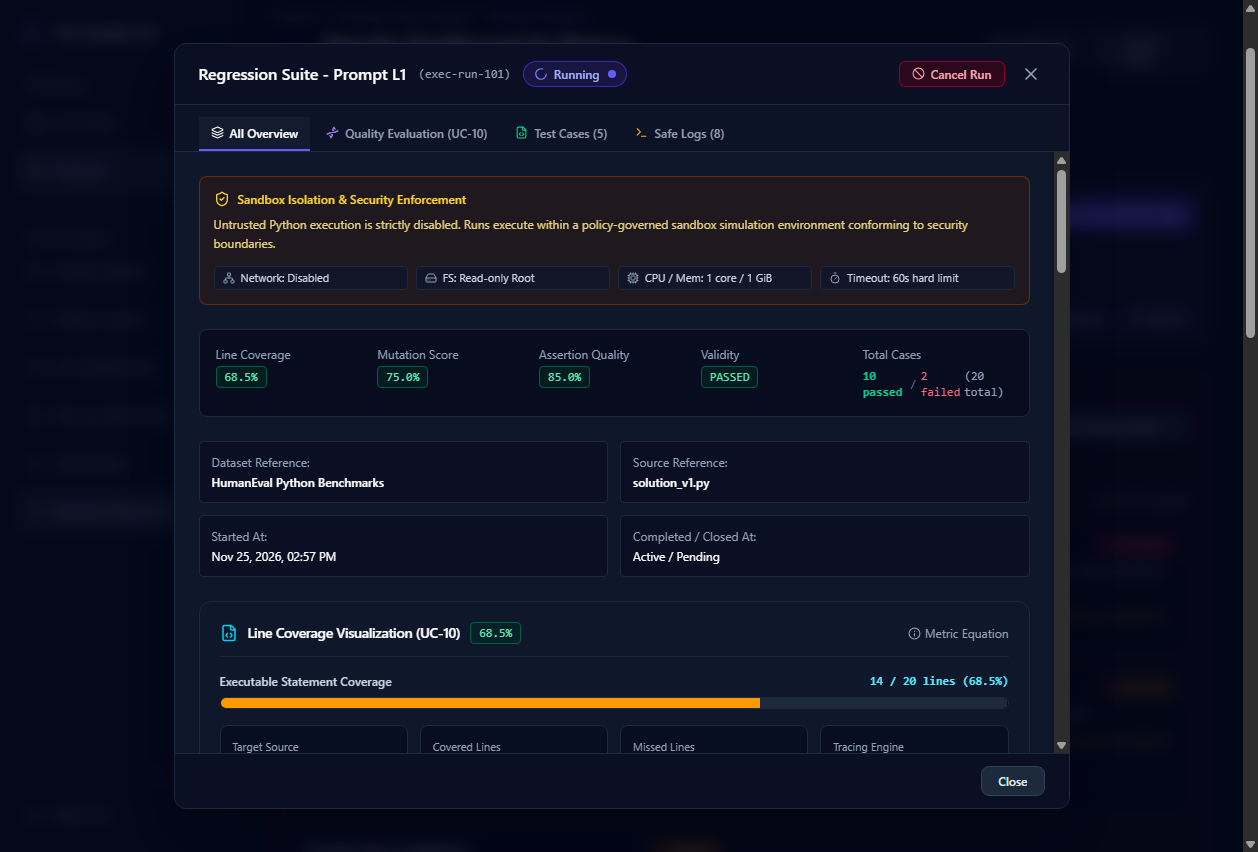 Regression Suite - Prompt L1 (exec-run-101) Running Cancel Run
All Overview Quality Evaluation (UC-10) Test Cases (5) Safe Logs (8)
Sandbox Isolation & Security Enforcement
Untrusted Python execution is strictly disabled. Runs execute within a policy-governed sandbox simulation environment conforming to security
boundaries.
Network: Disabled FS: Read-only Root CPU / Mem: 1 core / 1 GiB Timeout: 60s hard limit
Line Coverage Mutation Score Assertion Quality Validity Total Cases
68.5% 75.0% 85.0% PASSED 10 passed / 2 failed (20 total)
Dataset Reference: Source Reference:
HumanEval Python Benchmarks solution_v1.py
Started At: Completed / Closed At:
Nov 25, 2026, 02:57 PM Active / Pending
Line Coverage Visualization (UC-10) 68.5% Metric Equation
Executable Statement Coverage 14 / 20 lines (68.5%)
Target Source Covered Lines Missed Lines Tracing Engine
Close